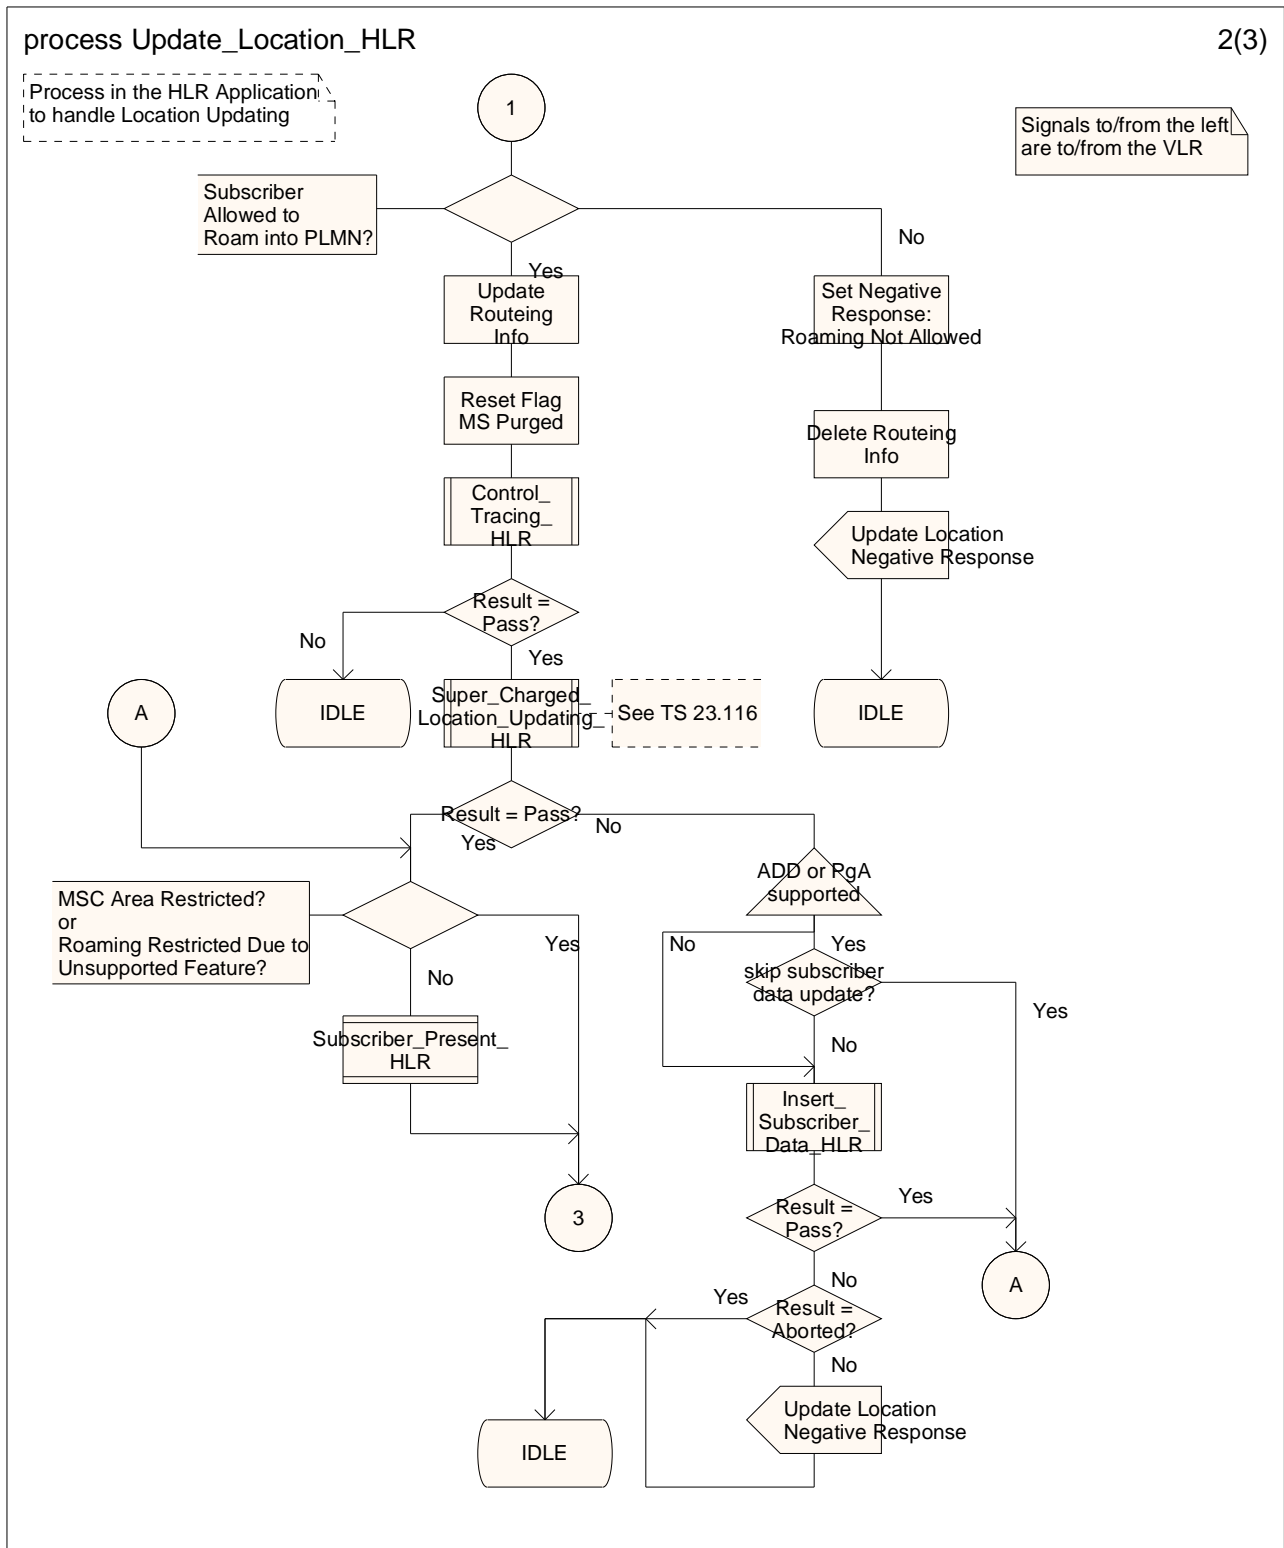 process Update_Location_HLR
2(3)
Process in the HLR Application
to handle Location Updating
1
Signals to/from the left
are to/from the VLR
Subscriber
Allowed to
Roam into PLMN?
No
Yes
Update
Routeing
Info
Set Negative
Response:
Roaming Not Allowed
Reset Flag
MS Purged
Delete Routeing
Info
Control_
Tracing_
HLR
Update Location
Negative Response
Result =
Pass?
No
Yes
A
IDLE
Super_Charged_
Location_Updating_
HLR
See TS 23.116
IDLE
Result = Pass?
No
Yes
ADD or PgA
supported
MSC Area Restricted?
or
Roaming Restricted Due to
Unsupported Feature?
Yes
No
Yes
No
skip subscriber
data update?
Yes
No
Subscriber_Present_
HLR
Insert_
Subscriber_
Data_HLR
3
Result =
Pass?
Yes
No
A
Yes
Result =
Aborted?
No
Update Location
Negative Response
IDLE